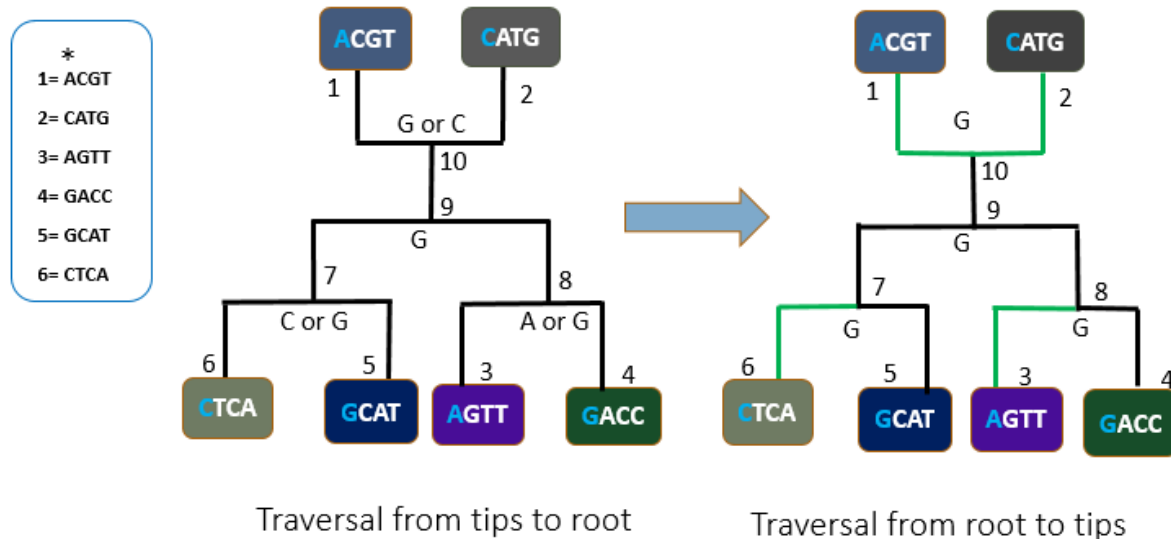 *
1= ACGT
2= CATG
3= AGTT
4= GACC
5= GCAT
6= CTCA
ACGT CATG
1 2
G or C
10
9
G
7 8
C or G A or G
6 5 3 4
CTCA GCAT AGTT GACC
Traversal from tips to root
ACGT CATG
1 2
G
10
9
G
7 8
G G
6 5 3 4
CTCA GCAT AGTT GACC
Traversal from root to tips